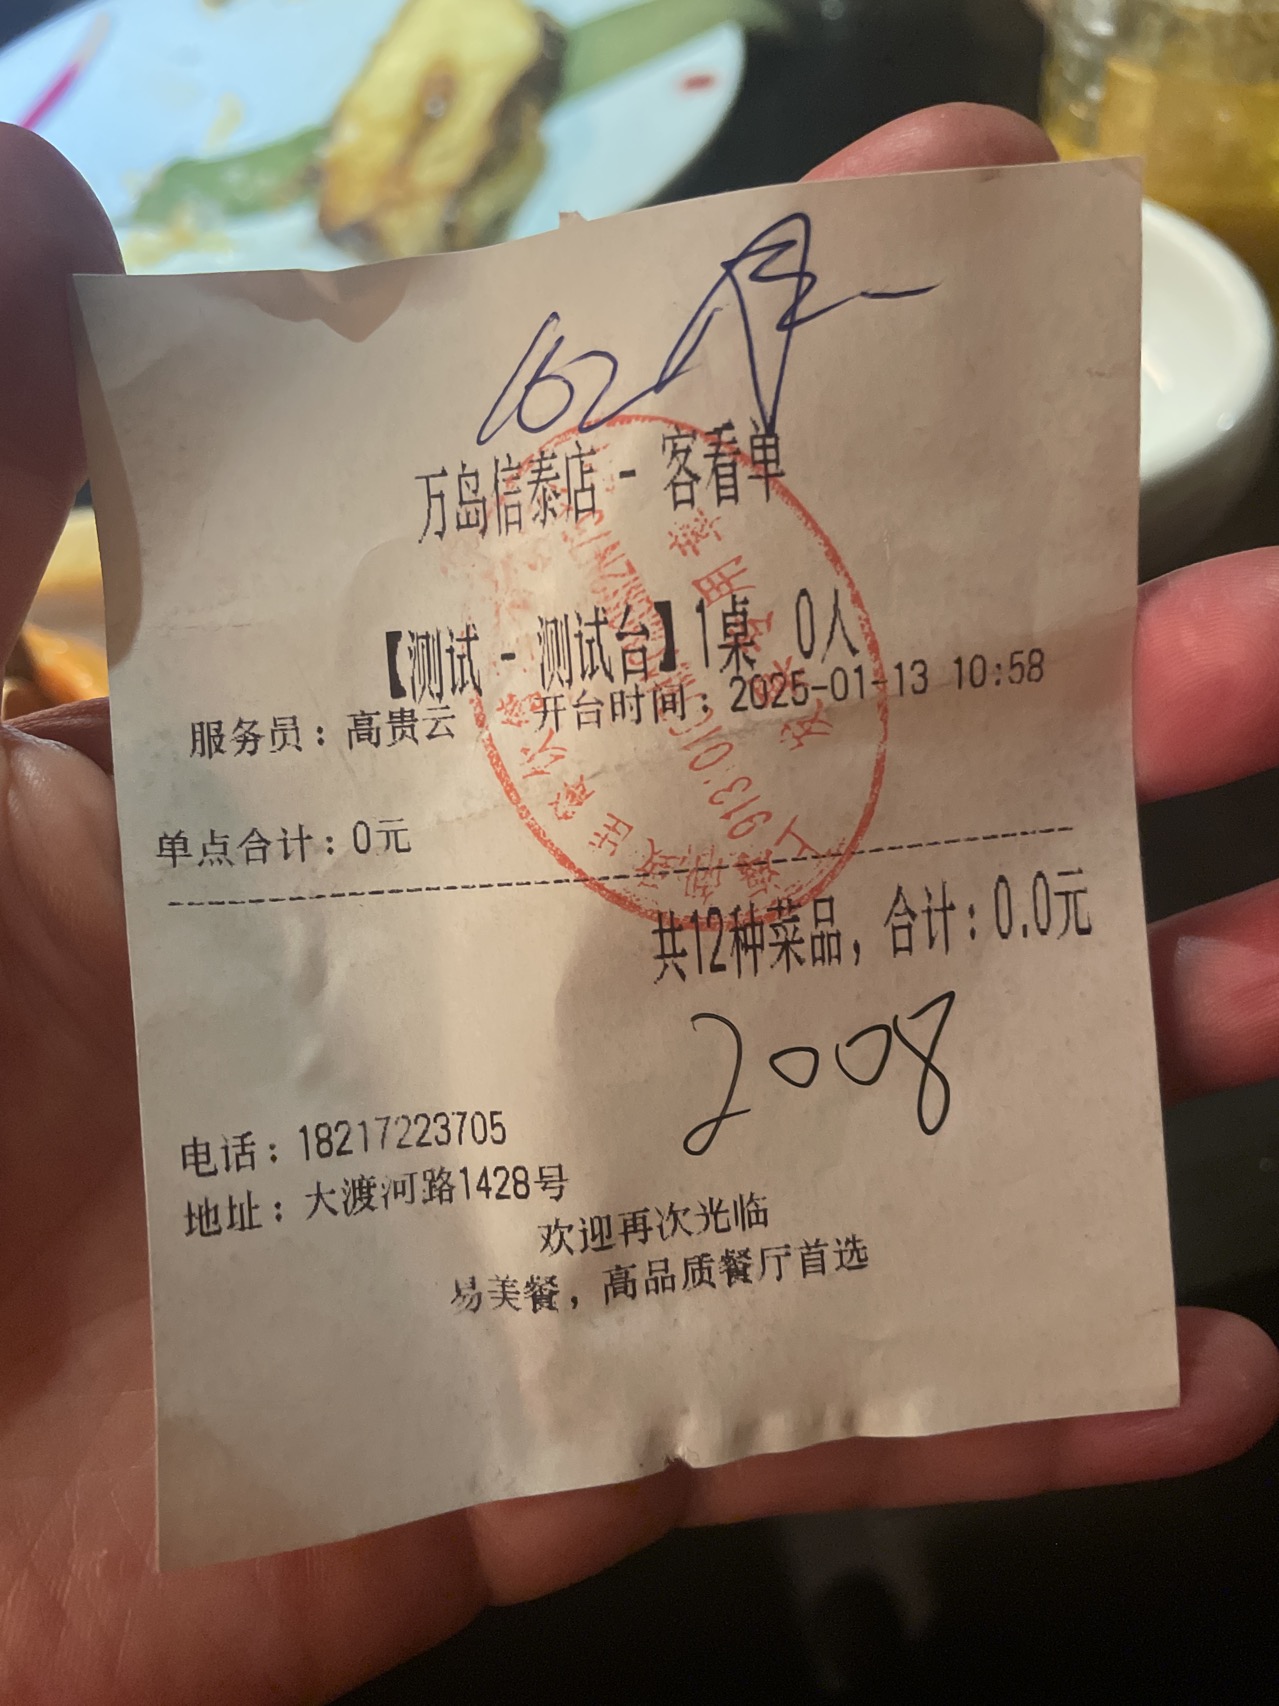 162
万岛信泰店 - 客看单
【测试 - 测试台】1桌 0人
服务员：高贵云 开台时间：2025-01-13 10:58
单点合计：0元
共12种菜品，合计：0.0元
2008
电话：18217223705
地址：大渡河路1428号
欢迎再次光临
易美餐，高品质餐厅首选